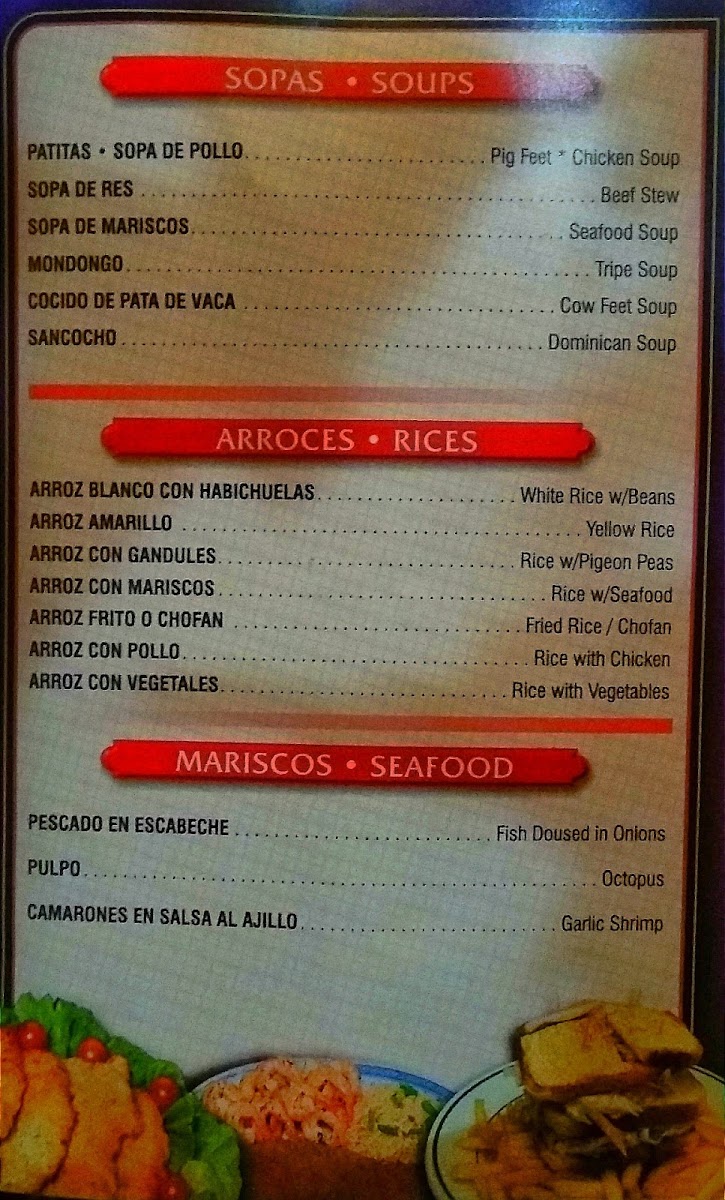 SOPAS • SOUPS
PATITAS • SOPA DE POLLO........................Pig Feet * Chicken Soup
SOPA DE RES ............................................Beef Stew
SOPA DE MARISCOS....................................Seafood Soup
MONDONGO.............................................Tripe Soup
COCIDO DE PATA DE VACA ..............................Cow Feet Soup
SANCOCHO.........................................Dominican Soup
ARROCES • RICES
ARROZ BLANCO CON HABICHUELAS...................White Rice w/Beans
ARROZ AMARILLO .......................................Yellow Rice
ARROZ CON GANDULES.............................Rice w/Pigeon Peas
ARROZ CON MARISCOS................................Rice w/Seafood
ARROZ FRITO O CHOFAN ............................Fried Rice / Chofan
ARROZ CON POLLO..................................Rice with Chicken
ARROZ CON VEGETALES............................Rice with Vegetables
MARISCOS • SEAFOOD
PESCADO EN ESCABECHE .........................Fish Doused in Onions
PULPO..................................................Octopus
CAMARONES EN SALSA AL AJILLO.........................Garlic Shrimp